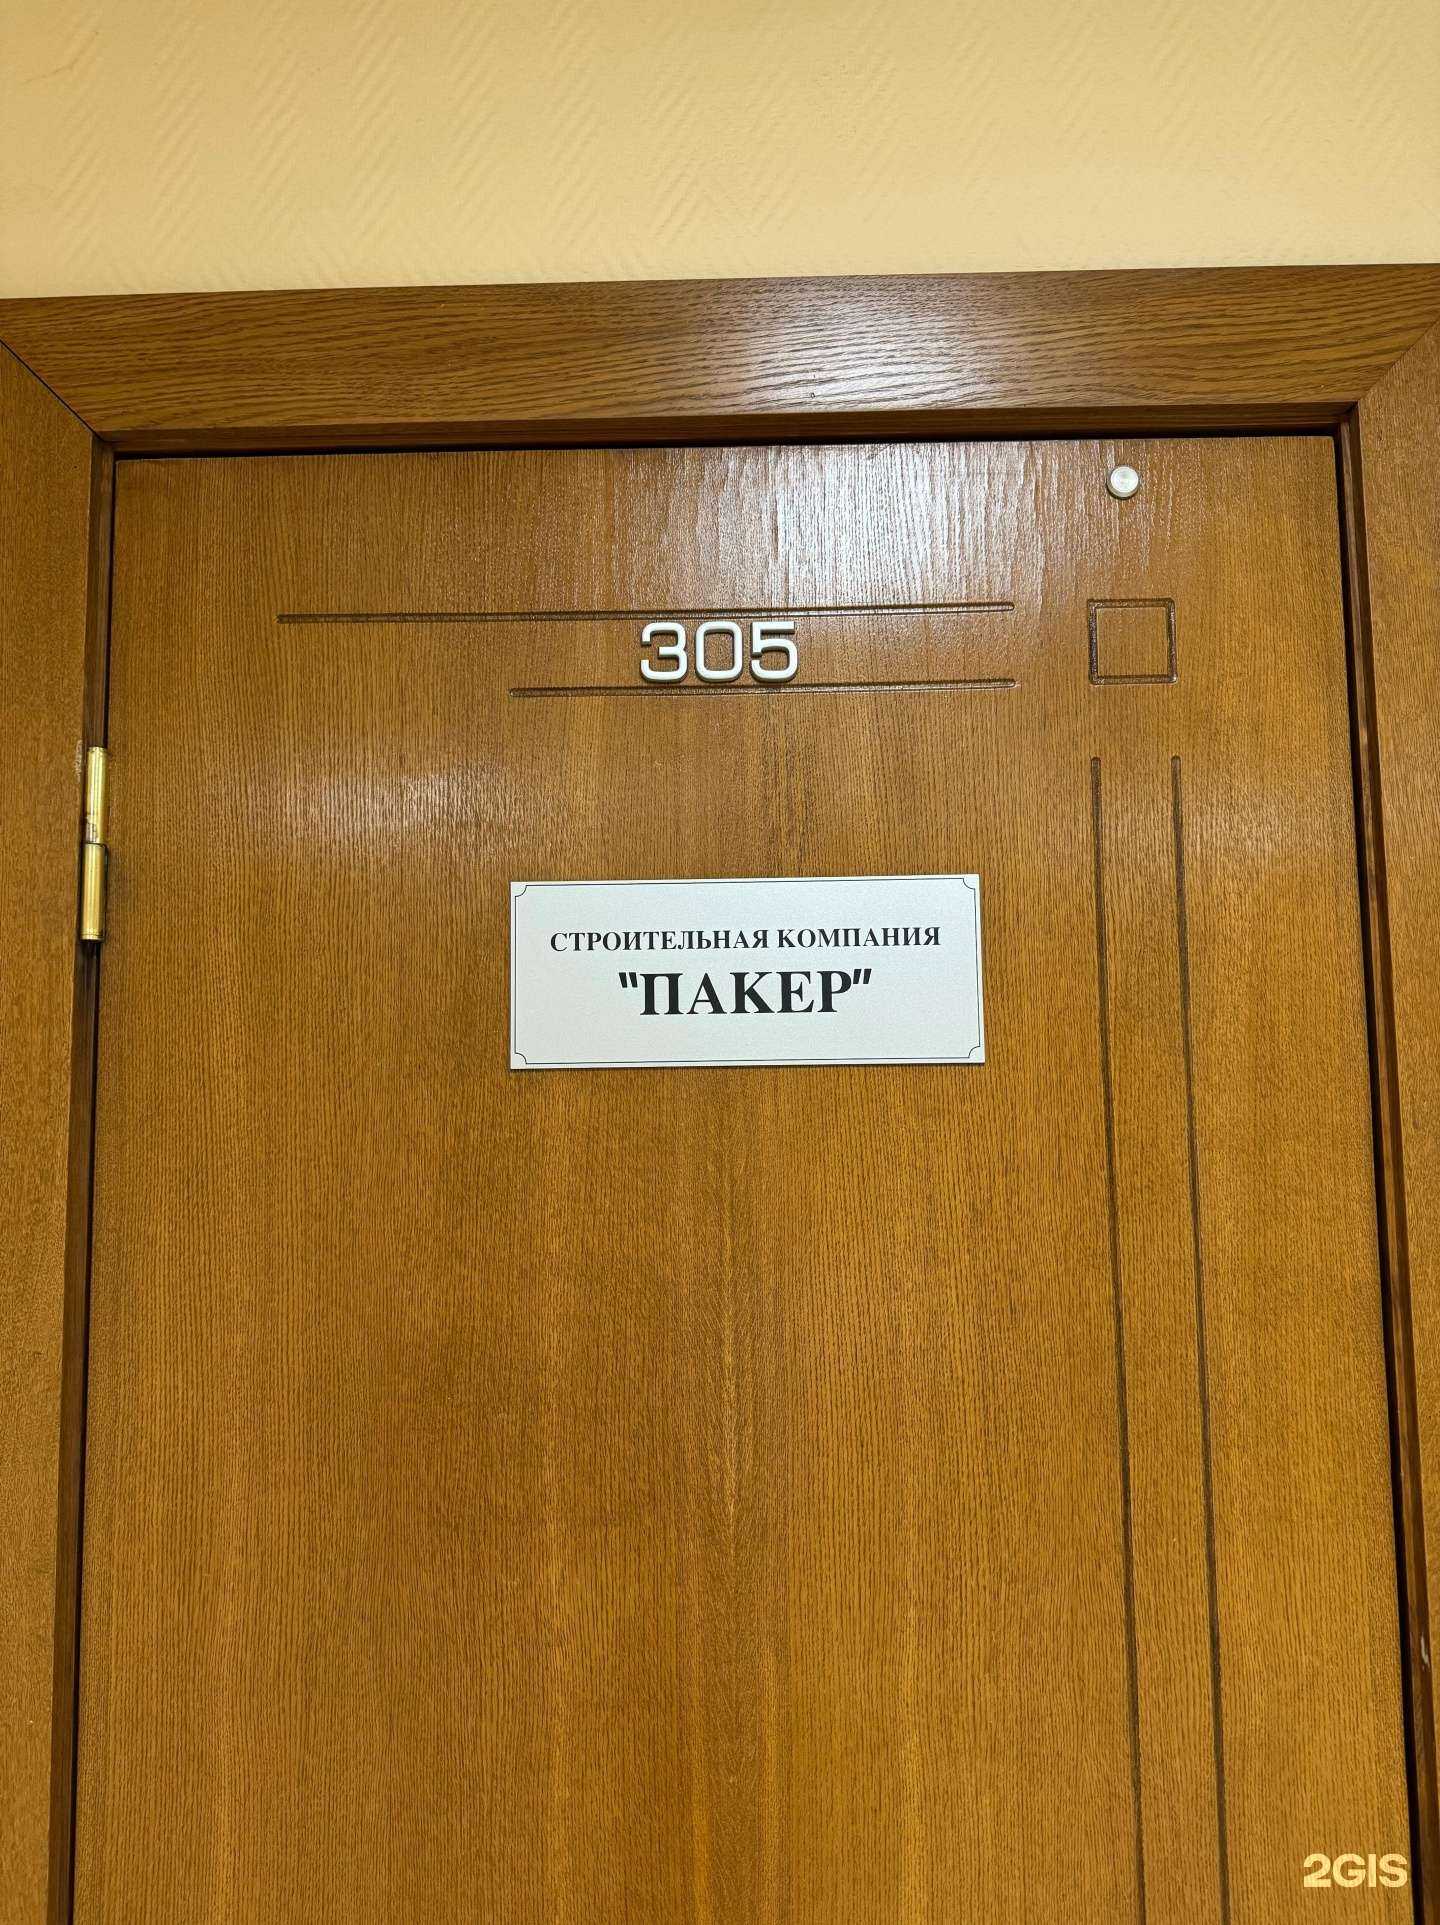 305
СТРОИТЕЛЬНАЯ КОМПАНИЯ
"ПАКЕР"
2GIS